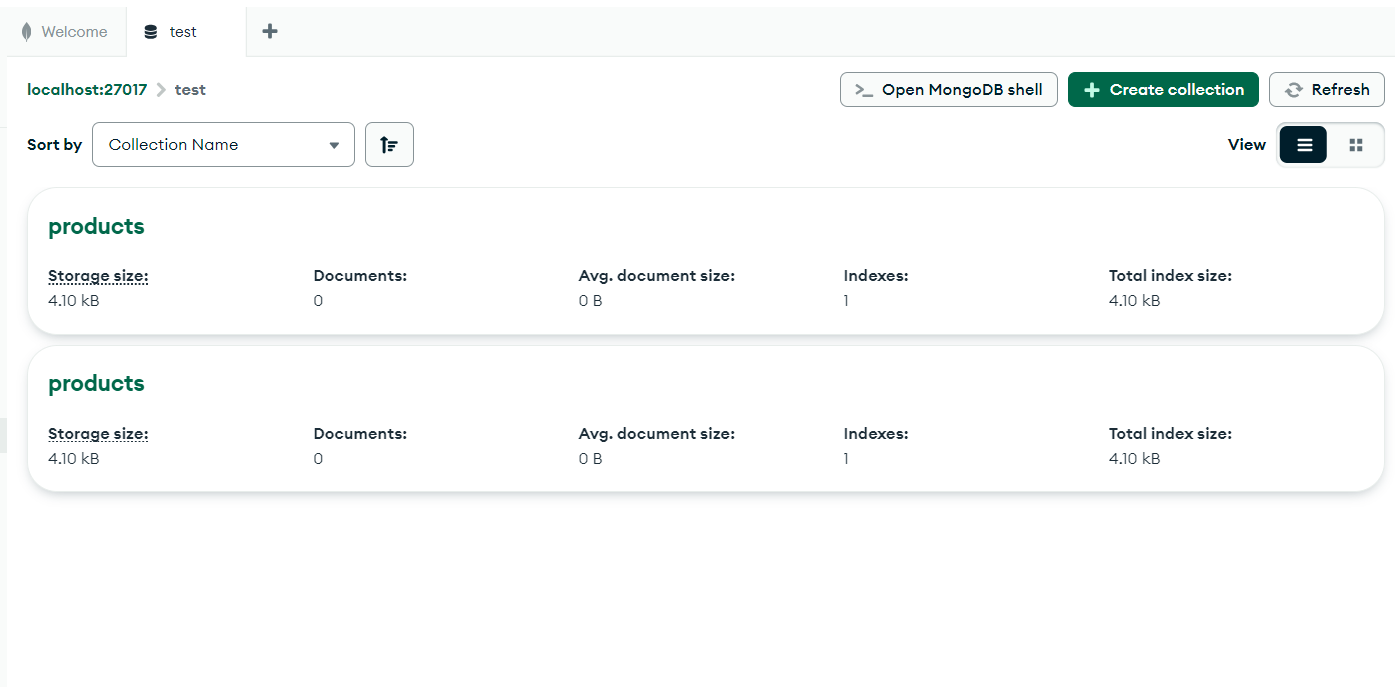 Welcome
test
localhost:27017 > test
>_ Open MongoDB shell
+ Create collection
Refresh
Sort by
Collection Name
View
products
Storage size: Documents: Avg. document size: Indexes: Total index size:
4.10 kB 0 0 B 1 4.10 kB
products
Storage size: Documents: Avg. document size: Indexes: Total index size:
4.10 kB 0 0 B 1 4.10 kB